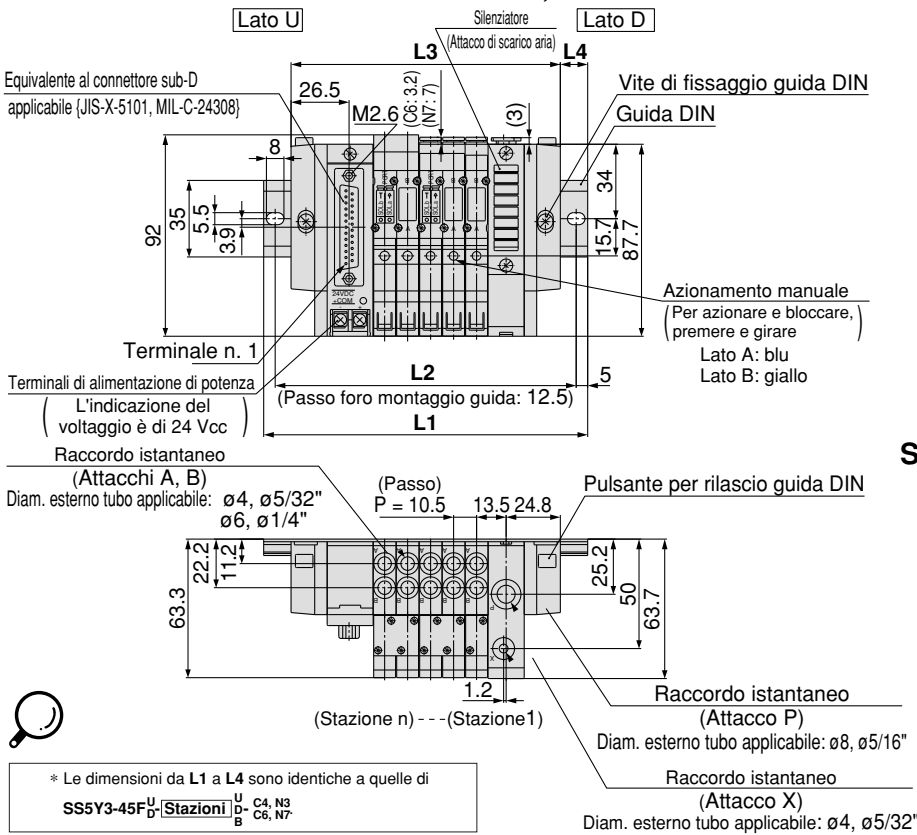 Lato U
Silenziatore
(Attacco di scarico aria)
Lato D
L3
L4
Equivalente al connettore sub-D
applicabile {JIS-X-5101, MIL-C-24308}
26.5
M2.6
(C6: 3.2)
(N7: 7)
(3)
Vite di fissaggio guida DIN
Guida DIN
8
92
35
5.5
3.9
34
15.7
87.7
24VDC
+COM
- +
Terminale n. 1
Azionamento manuale
(Per azionare e bloccare,
premere e girare)
Lato A: blu
Lato B: giallo
Terminali di alimentazione di potenza
(L'indicazione del
voltaggio è di 24 Vcc)
L2
5
(Passo foro montaggio guida: 12.5)
L1
S
Raccordo istantaneo
(Attacchi A, B)
Diam. esterno tubo applicabile: ø4, ø5/32"
ø6, ø1/4"
(Passo)
P = 10.5
13.5
24.8
Pulsante per rilascio guida DIN
63.3
22.2
11.2
25.2
50
63.7
P
X
1.2
(Stazione n) - - - (Stazione1)
Raccordo istantaneo
(Attacco P)
Diam. esterno tubo applicabile: ø8, ø5/16"
Raccordo istantaneo
(Attacco X)
Diam. esterno tubo applicabile: ø4, ø5/32"
* Le dimensioni da L1 a L4 sono identiche a quelle di
SS5Y3-45F U D - Stazioni U D B - C4, N3 C6, N7.